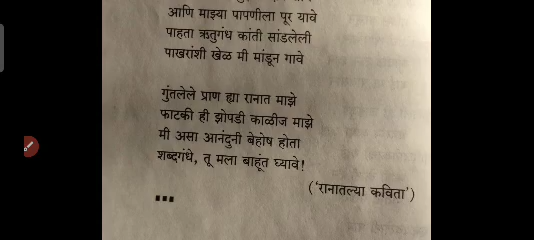 आणि माझ्या पापणीला पूर यावे
पाहता ऋतुगंध कांती सांडलेली
पाखरांशी खेळ मी मांडून गावे
गुंतलेले प्राण ह्या रानात माझे
फाटकी ही झोपडी काळीज माझे
मी असा आनंदुनी बेहोष होता
शब्दगंधे, तू मला बाहूंत घ्यावे!
('रानातल्या कविता')